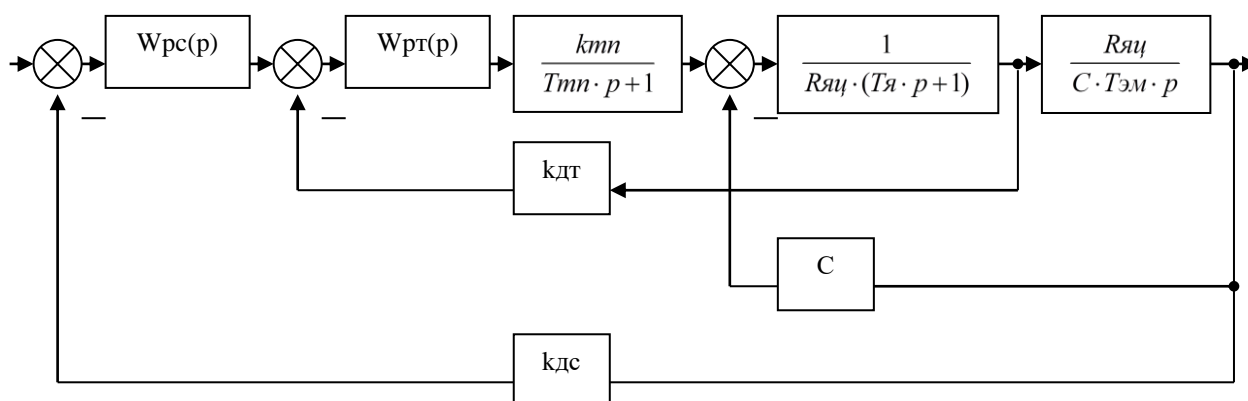 Wрс(р)
Wрт(р)
kтп
Tтп · p + 1
1
Rяц · (Tя · p + 1)
Rяц
C · Tэм · p
—
—
—
kдт
С
kдс
—